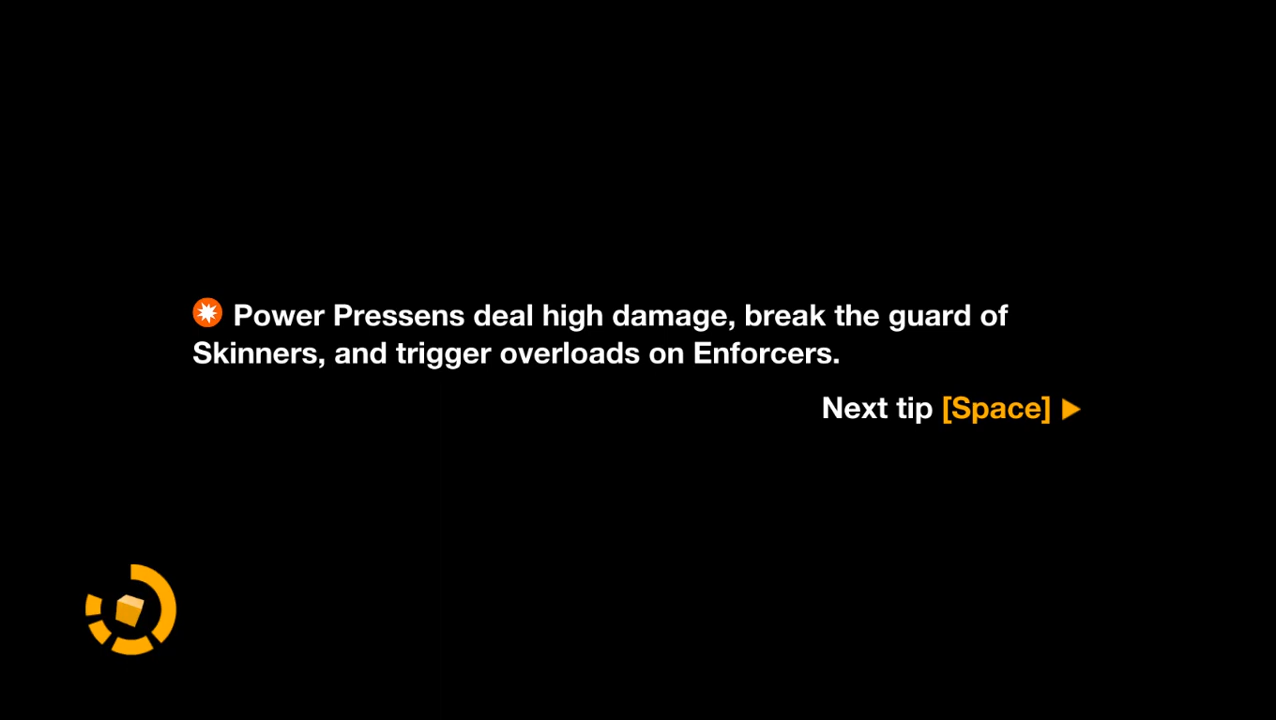 Power Pressens deal high damage, break the guard of
Skinners, and trigger overloads on Enforcers.
Next tip [Space]